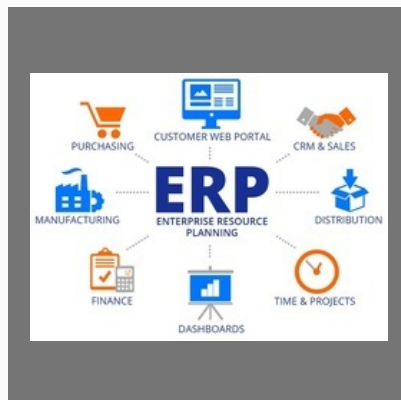 CUSTOMER WEB PORTAL
PURCHASING
CRM & SALES
ERP
ENTERPRISE RESOURCE
PLANNING
MANUFACTURING
DISTRIBUTION
FINANCE
TIME & PROJECTS
DASHBOARDS